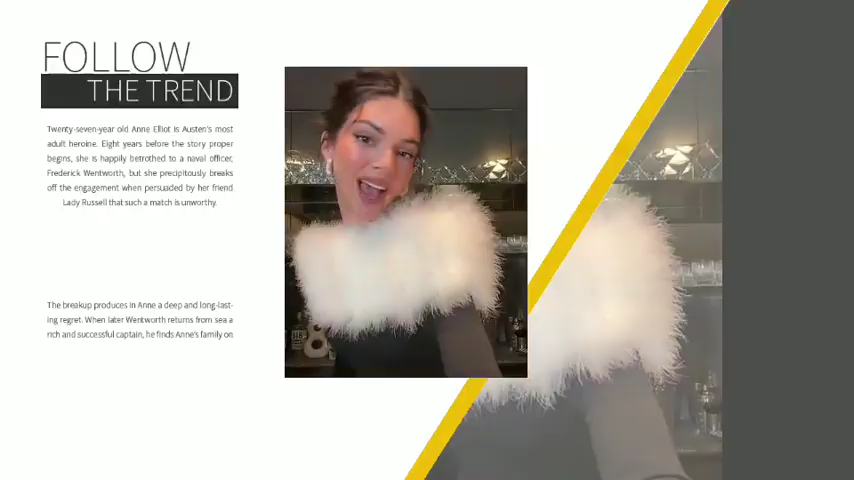 FOLLOW
THE TREND
Twenty-seven-year old Anne Elliot is Austen's most
adult heroine. Eight years before the story proper
begins, she is happily betrothed to a naval officer,
Frederick Wentworth, but she precipitously breaks
off the engagement when persuaded by her friend
Lady Russell that such a match is unworthy.
The breakup produces in Anne a deep and long-last-
ing regret. When later Wentworth returns from sea a
rich and successful captain, he finds Anne's family on